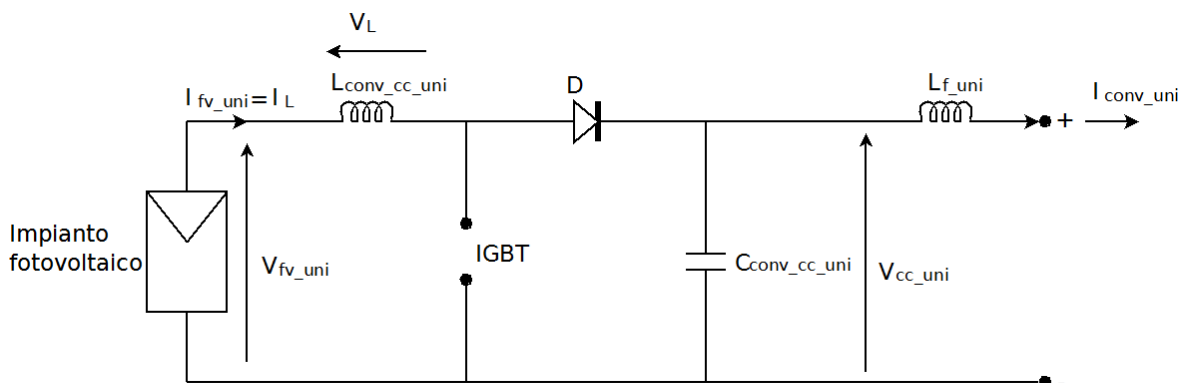 V_L
L_conv_cc_uni
D
L_f_uni
I_conv_uni
I_fv_uni=I_L
+
Impianto
fotovoltaico
V_fv_uni
IGBT
C_conv_cc_uni
V_cc_uni